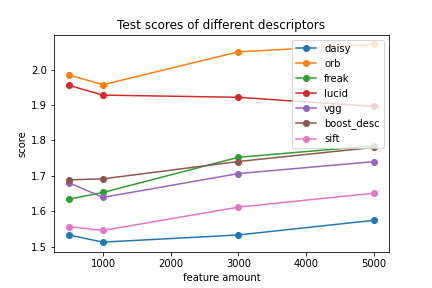 Test scores of different descriptors
score
2.0
1.9
1.8
1.7
1.6
1.5
daisy
orb
freak
lucid
vgg
boost_desc
sift
1000 2000 3000 4000 5000
feature amount